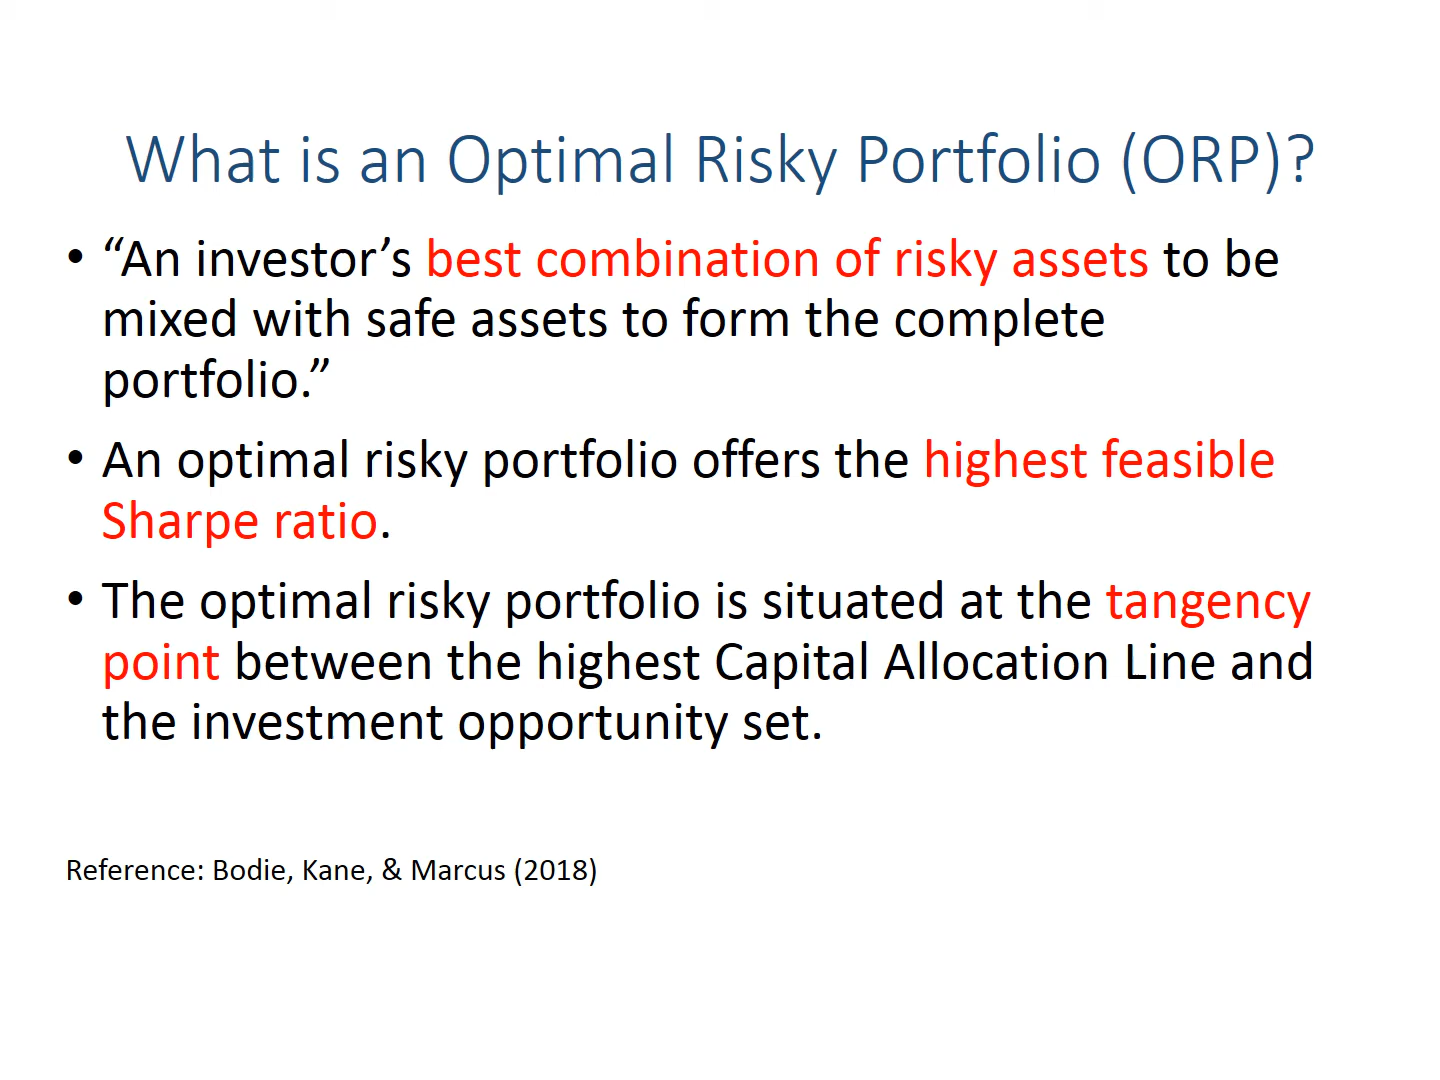 What is an Optimal Risky Portfolio (ORP)?
• “An investor’s best combination of risky assets to be
mixed with safe assets to form the complete
portfolio.”
• An optimal risky portfolio offers the highest feasible
Sharpe ratio.
• The optimal risky portfolio is situated at the tangency
point between the highest Capital Allocation Line and
the investment opportunity set.
Reference: Bodie, Kane, & Marcus (2018)